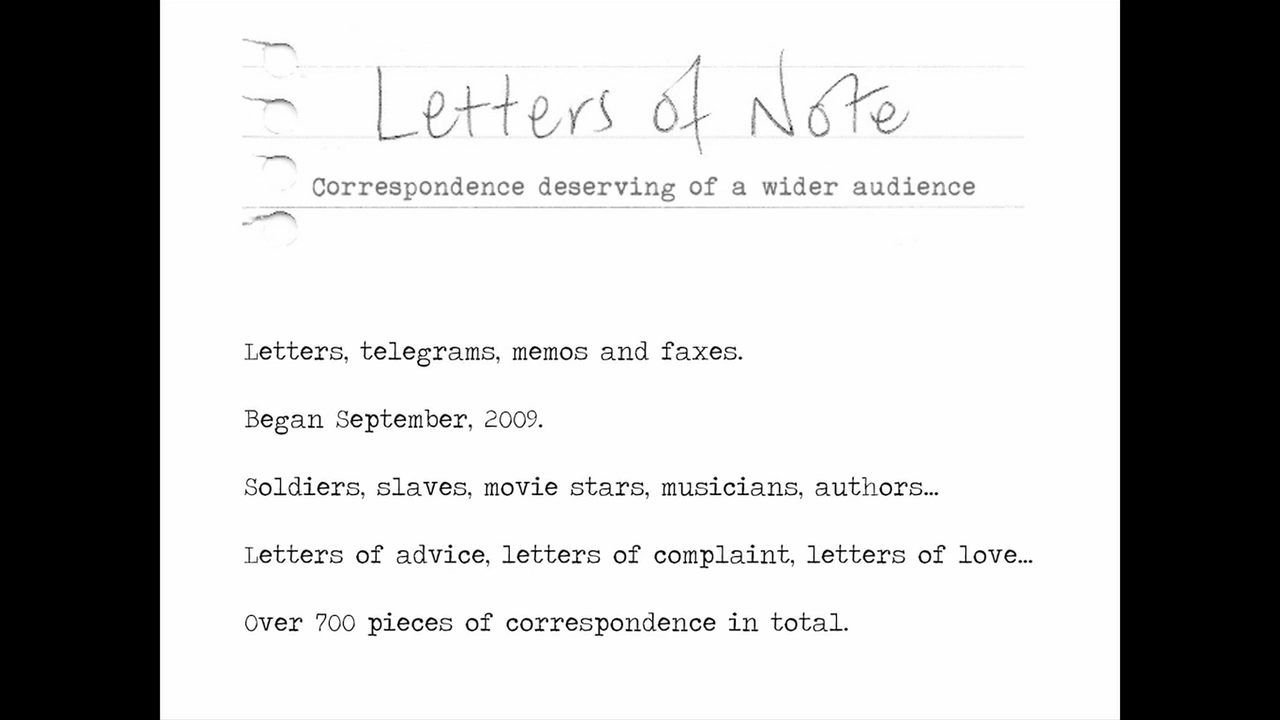 Letters of Note
Correspondence deserving of a wider audience
Letters, telegrams, memos and faxes.
Began September, 2009.
Soldiers, slaves, movie stars, musicians, authors…
Letters of advice, letters of complaint, letters of love…
Over 700 pieces of correspondence in total.